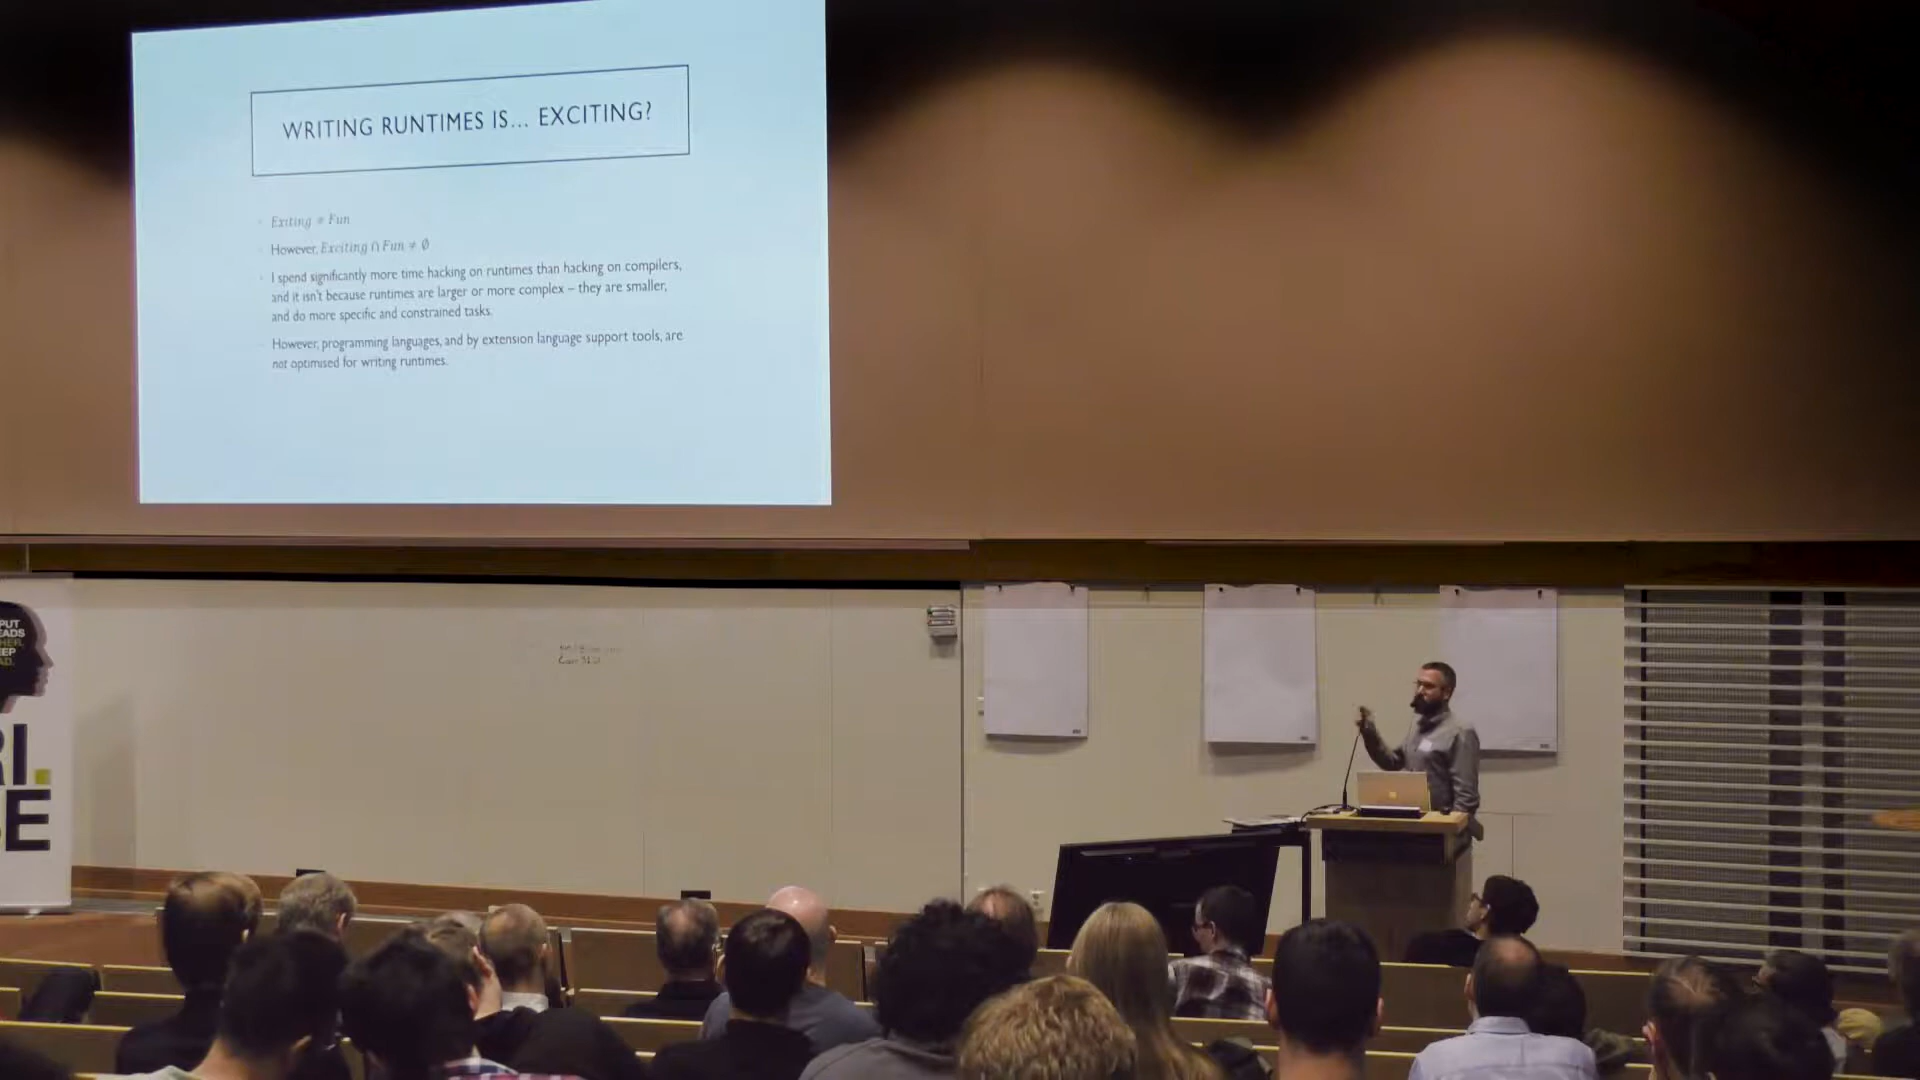 WRITING RUNTIMES IS... EXCITING?
Exiting ≠ Fun
However, Exciting ∩ Fun ≠ ∅
I spend significantly more time hacking on runtimes than hacking on compilers,
and it isn't because runtimes are larger or more complex – they are smaller,
and do more specific and constrained tasks.
However, programming languages, and by extension language support tools, are
not optimised for writing runtimes.
PUT
EADS
HER.
EEP
AD.
RI.
SE